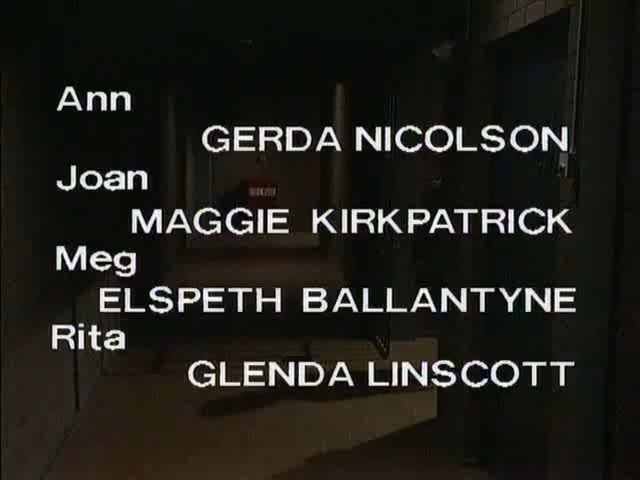 Ann
GERDA NICOLSON
Joan
MAGGIE KIRKPATRICK
Meg
ELSPETH BALLANTYNE
Rita
GLENDA LINSCOTT